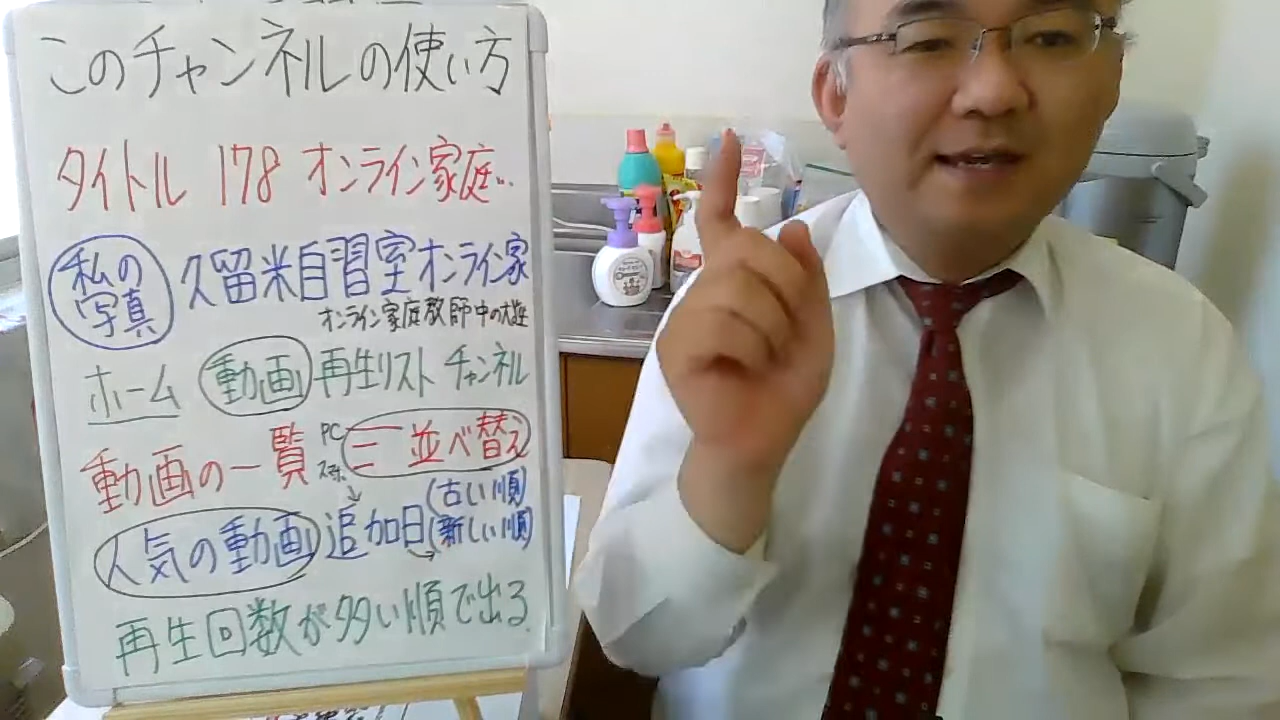 このチャンネルの使い方
タイトル 178 オンライン家庭..
私の写真 久留米自習室オンライン家
オンライン家庭教師中の大雄
ホーム 動画 再生リスト チャンネル
動画の一覧 PC 三 並べ替え
スマホ
人気の動画 追加日(古い順)
(新しい順)
再生回数が多い順で出る